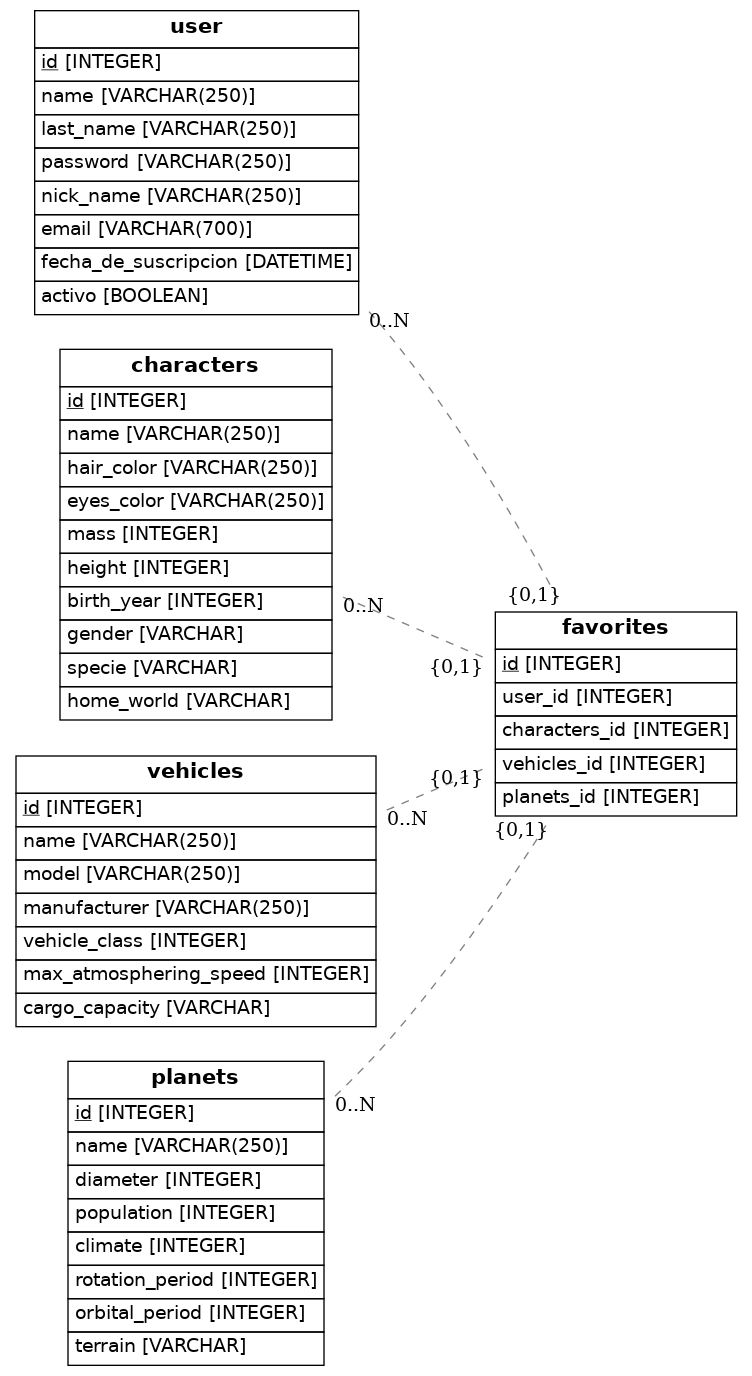 user
id [INTEGER]
name [VARCHAR(250)]
last_name [VARCHAR(250)]
password [VARCHAR(250)]
nick_name [VARCHAR(250)]
email [VARCHAR(700)]
fecha_de_suscripcion [DATETIME]
activo [BOOLEAN]
0..N
characters
id [INTEGER]
name [VARCHAR(250)]
hair_color [VARCHAR(250)]
eyes_color [VARCHAR(250)]
mass [INTEGER]
height [INTEGER]
birth_year [INTEGER]
gender [VARCHAR]
specie [VARCHAR]
home_world [VARCHAR]
0..N
{0,1}
{0,1}
favorites
id [INTEGER]
user_id [INTEGER]
characters_id [INTEGER]
vehicles_id [INTEGER]
planets_id [INTEGER]
{0,1}
{0,1}
vehicles
id [INTEGER]
name [VARCHAR(250)]
model [VARCHAR(250)]
manufacturer [VARCHAR(250)]
vehicle_class [INTEGER]
max_atmosphering_speed [INTEGER]
cargo_capacity [VARCHAR]
0..N
planets
id [INTEGER]
name [VARCHAR(250)]
diameter [INTEGER]
population [INTEGER]
climate [INTEGER]
rotation_period [INTEGER]
orbital_period [INTEGER]
terrain [VARCHAR]
0..N